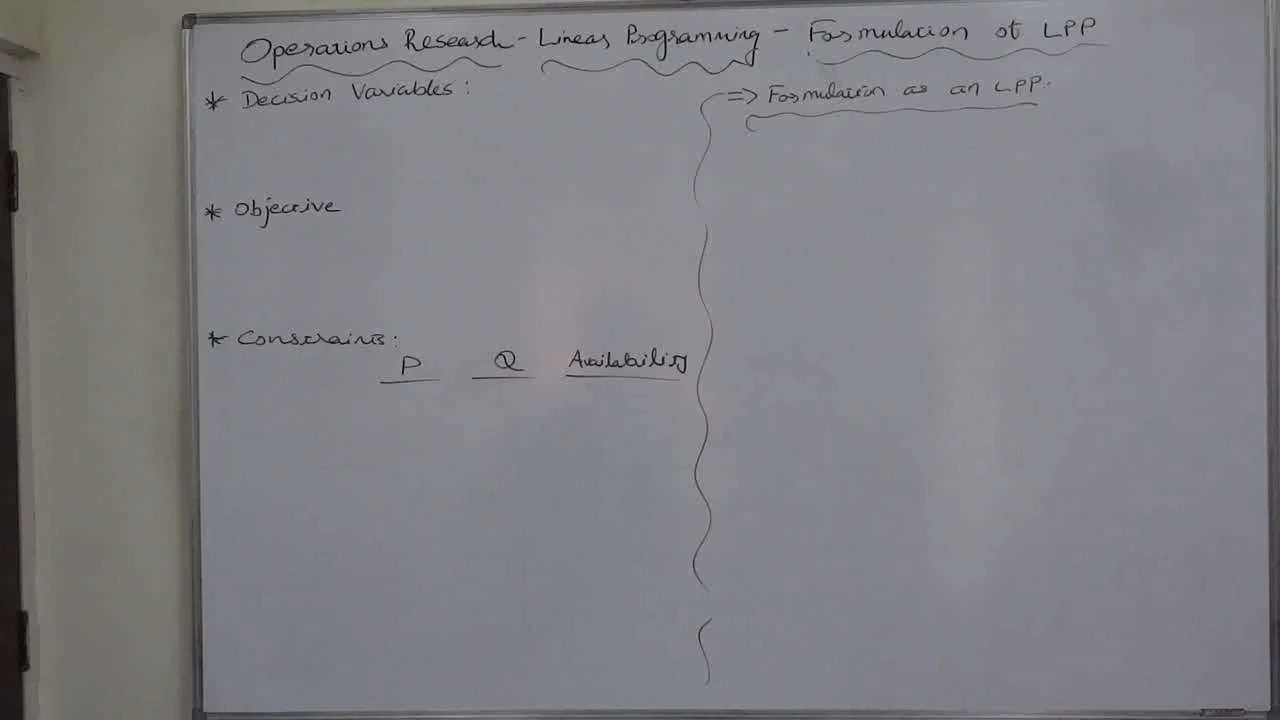 Operations Research - Linear Programming - Formulation of LPP
* Decision Variables :
* Objective
* Constraints :
P Q Availability
=> Formulation as an LPP.